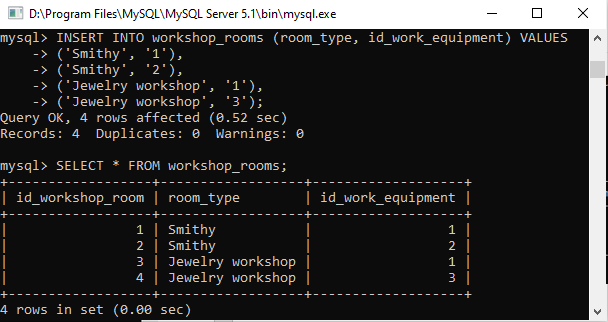 D:\Program Files\MySQL\MySQL Server 5.1\bin\mysql.exe
mysql> INSERT INTO workshop_rooms (room_type, id_work_equipment) VALUES
    -> ('Smithy', '1'),
    -> ('Smithy', '2'),
    -> ('Jewelry workshop', '1'),
    -> ('Jewelry workshop', '3');
Query OK, 4 rows affected (0.52 sec)
Records: 4  Duplicates: 0  Warnings: 0

mysql> SELECT * FROM workshop_rooms;
+------------------+------------------+-------------------+
| id_workshop_room | room_type        | id_work_equipment |
+------------------+------------------+-------------------+
|                1 | Smithy           |                 1 |
|                2 | Smithy           |                 2 |
|                3 | Jewelry workshop |                 1 |
|                4 | Jewelry workshop |                 3 |
+------------------+------------------+-------------------+
4 rows in set (0.00 sec)